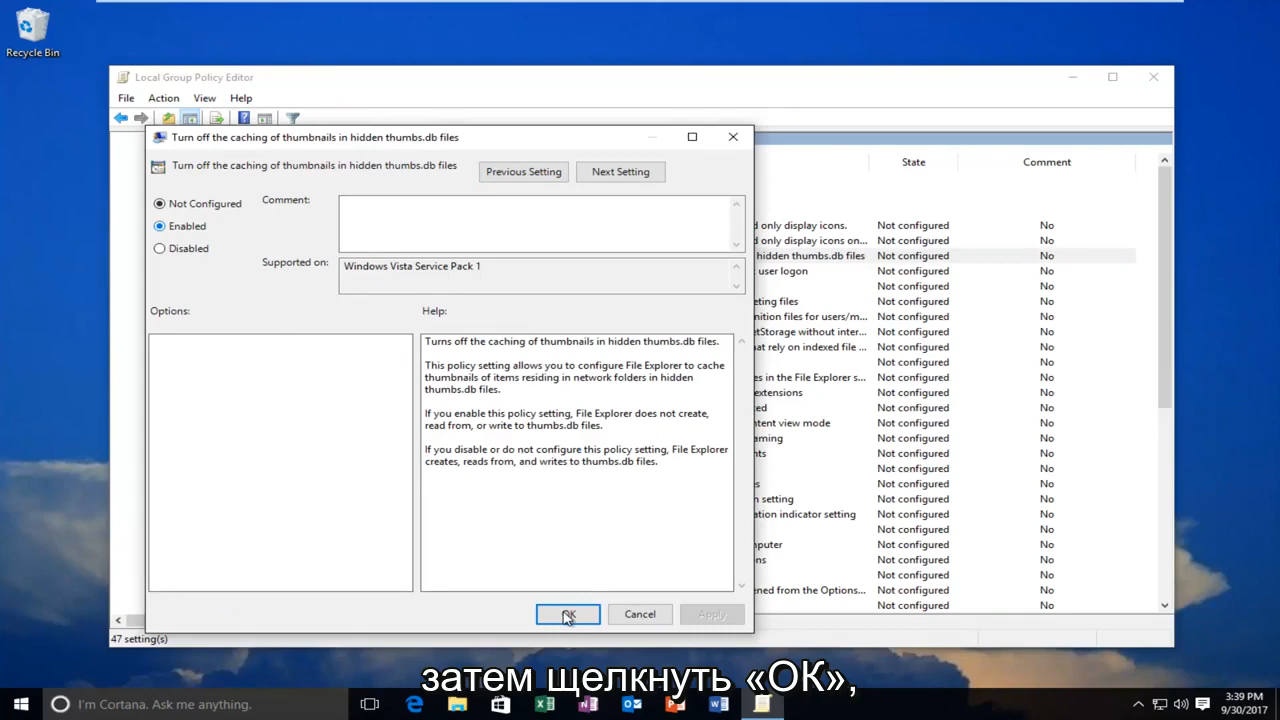 Recycle Bin
Local Group Policy Editor
File Action View Help
Turn off the caching of thumbnails in hidden thumbs.db files
Turn off the caching of thumbnails in hidden thumbs.db files
Previous Setting
Next Setting
Not Configured
Enabled
Disabled
Comment:
Supported on:
Windows Vista Service Pack 1
Options:
Help:
Turns off the caching of thumbnails in hidden thumbs.db files.
This policy setting allows you to configure File Explorer to cache
thumbnails of items residing in network folders in hidden
thumbs.db files.
If you enable this policy setting, File Explorer does not create,
read from, or write to thumbs.db files.
If you disable or do not configure this policy setting, File Explorer
creates, reads from, and writes to thumbs.db files.
OK
Cancel
Apply
State Comment
d only display icons. Not configured No
d only display icons on... Not configured No
hidden thumbs.db files Not configured No
user logon Not configured No
Not configured No
eting files Not configured No
nition files for users/m... Not configured No
etStorage without inter... Not configured No
hat rely on indexed file ... Not configured No
Not configured No
es in the File Explorer s... Not configured No
extensions Not configured No
ed Not configured No
ntent view mode Not configured No
aming Not configured No
nts Not configured No
Not configured No
es Not configured No
n setting Not configured No
ation indicator setting Not configured No
Not configured No
mputer Not configured No
ons Not configured No
Not configured No
ened from the Options... Not configured No
Not configured No
47 setting(s)
затем щелкнуть «ОК»,
I'm Cortana. Ask me anything.
3:39 PM
9/30/2017